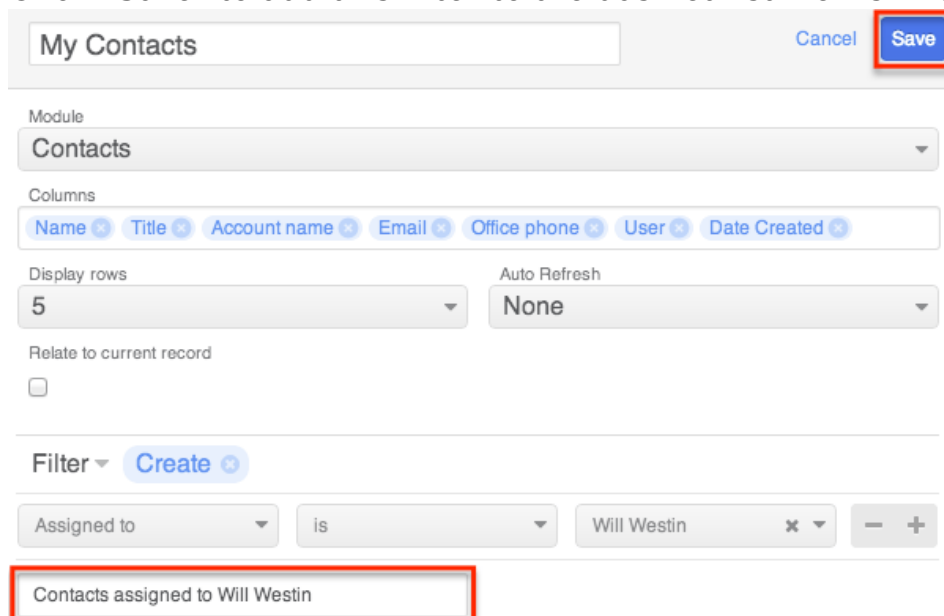 My Contacts Cancel Save
Module
Contacts
Columns
Name Title Account name Email Office phone User Date Created
Display rows Auto Refresh
5 None
Relate to current record
Filter Create
Assigned to is Will Westin
Contacts assigned to Will Westin